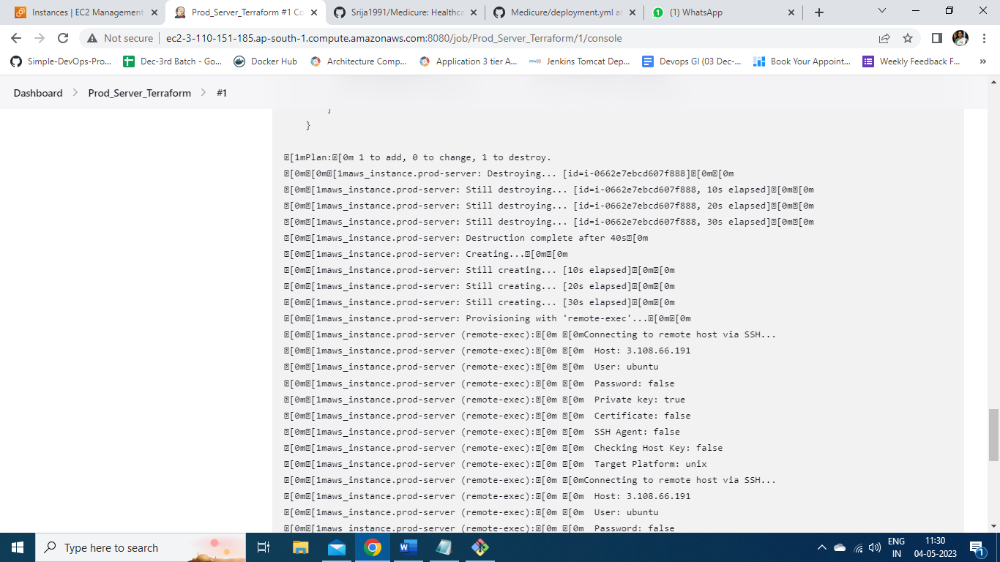 Instances | EC2 Management
Prod_Server_Terraform #1 Co
Srija1991/Medicure: Healthca
Medicure/deployment.yml at
(1) WhatsApp
Not secure
ec2-3-110-151-185.ap-south-1.compute.amazonaws.com:8080/job/Prod_Server_Terraform/1/console
Simple-DevOps-Pro...
Dec-3rd Batch - Go...
Docker Hub
Architecture Comp...
Application 3 tier A...
Jenkins Tomcat Dep...
Devops GI (03 Dec-...
Book Your Appoint...
Weekly Feedback F...
»
Dashboard > Prod_Server_Terraform > #1
}
}
[1mPlan:[0m 1 to add, 0 to change, 1 to destroy.
[0m[0m[1maws_instance.prod-server: Destroying... [id=i-0662e7ebcd607f888][0m[0m
[0m[1maws_instance.prod-server: Still destroying... [id=i-0662e7ebcd607f888, 10s elapsed][0m[0m
[0m[1maws_instance.prod-server: Still destroying... [id=i-0662e7ebcd607f888, 20s elapsed][0m[0m
[0m[1maws_instance.prod-server: Still destroying... [id=i-0662e7ebcd607f888, 30s elapsed][0m[0m
[0m[1maws_instance.prod-server: Destruction complete after 40s[0m
[0m[1maws_instance.prod-server: Creating...[0m[0m
[0m[1maws_instance.prod-server: Still creating... [10s elapsed][0m[0m
[0m[1maws_instance.prod-server: Still creating... [20s elapsed][0m[0m
[0m[1maws_instance.prod-server: Still creating... [30s elapsed][0m[0m
[0m[1maws_instance.prod-server: Provisioning with 'remote-exec'...[0m[0m
[0m[1maws_instance.prod-server (remote-exec):[0m [0mConnecting to remote host via SSH...
[0m[1maws_instance.prod-server (remote-exec):[0m [0m  Host: 3.108.66.191
[0m[1maws_instance.prod-server (remote-exec):[0m [0m  User: ubuntu
[0m[1maws_instance.prod-server (remote-exec):[0m [0m  Password: false
[0m[1maws_instance.prod-server (remote-exec):[0m [0m  Private key: true
[0m[1maws_instance.prod-server (remote-exec):[0m [0m  Certificate: false
[0m[1maws_instance.prod-server (remote-exec):[0m [0m  SSH Agent: false
[0m[1maws_instance.prod-server (remote-exec):[0m [0m  Checking Host Key: false
[0m[1maws_instance.prod-server (remote-exec):[0m [0m  Target Platform: unix
[0m[1maws_instance.prod-server (remote-exec):[0m [0mConnecting to remote host via SSH...
[0m[1maws_instance.prod-server (remote-exec):[0m [0m  Host: 3.108.66.191
[0m[1maws_instance.prod-server (remote-exec):[0m [0m  User: ubuntu
[0m[1maws_instance.prod-server (remote-exec):[0m [0m  Password: false
Type here to search
ENG
IN
11:30
04-05-2023
1